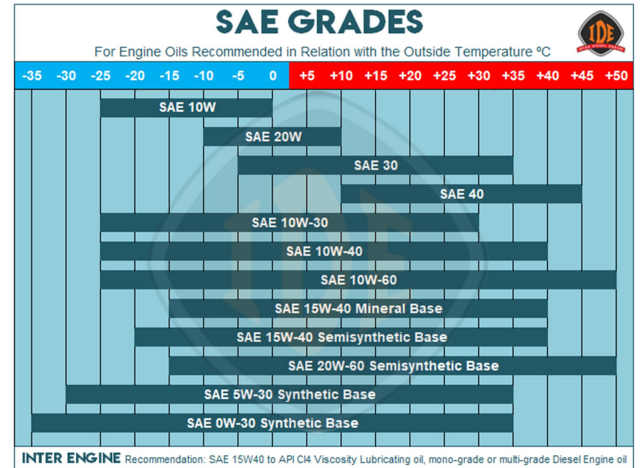 SAE GRADES
For Engine Oils Recommended in Relation with the Outside Temperature ºC
IDE
-35 -30 -25 -20 -15 -10 -5 0 +5 +10 +15 +20 +25 +30 +35 +40 +45 +50
SAE 10W
SAE 20W
SAE 30
SAE 40
SAE 10W-30
SAE 10W-40
SAE 10W-60
SAE 15W-40 Mineral Base
SAE 15W-40 Semisynthetic Base
SAE 20W-60 Semisynthetic Base
SAE 5W-30 Synthetic Base
SAE 0W-30 Synthetic Base
IDE
INTER ENGINE Recommendation: SAE 15W40 to API CI4 Viscosity Lubricating oil, mono-grade or multi-grade Diesel Engine oil